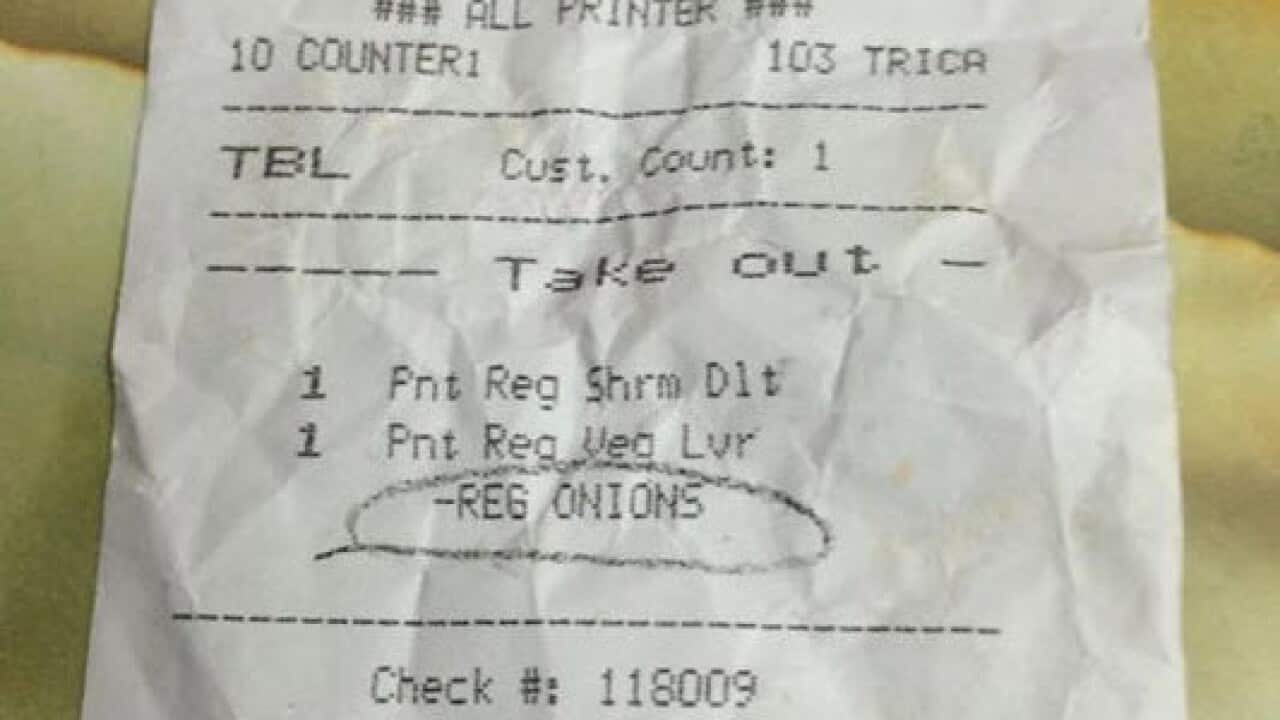 ### ALL PRINTER ###
10 COUNTER1 103 TRICA
TBL Cust. Count: 1
----- Take out -
1 Pnt Reg Shrm Dlt
1 Pnt Reg Veg Lvr
-REG ONIONS
Check #: 118009